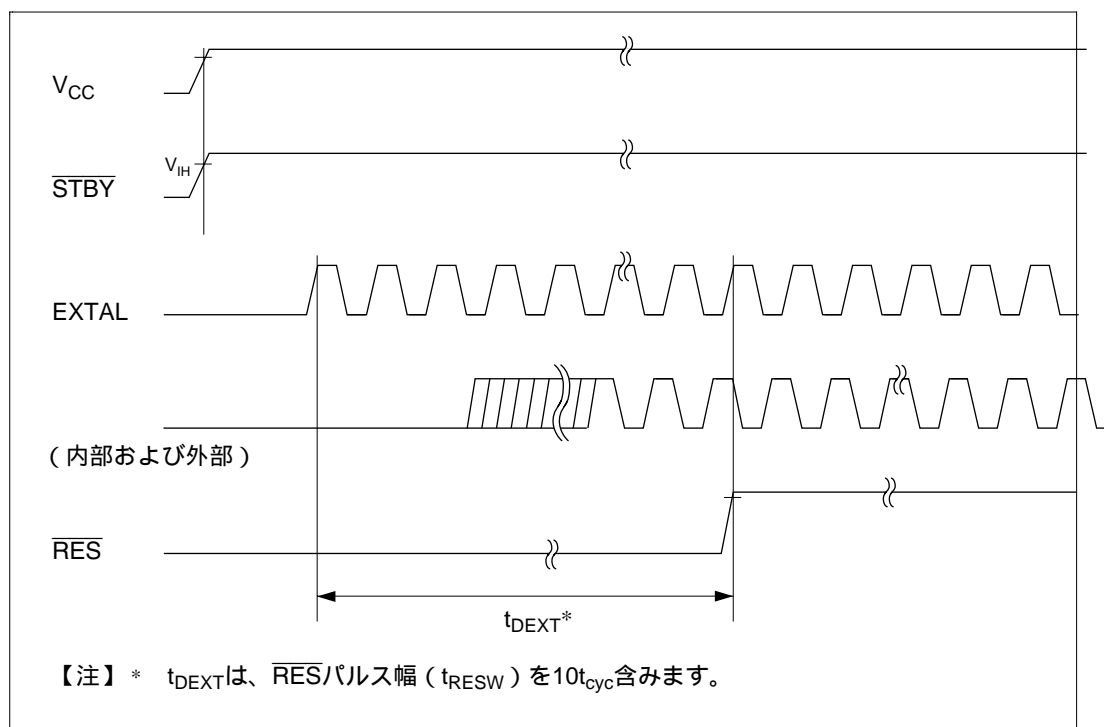 VCC
VIH
STBY
EXTAL
(内部および外部)
RES
tDEXT*
【注】* tDEXTは、RESパルス幅(tRESW)を10tcyc含みます。